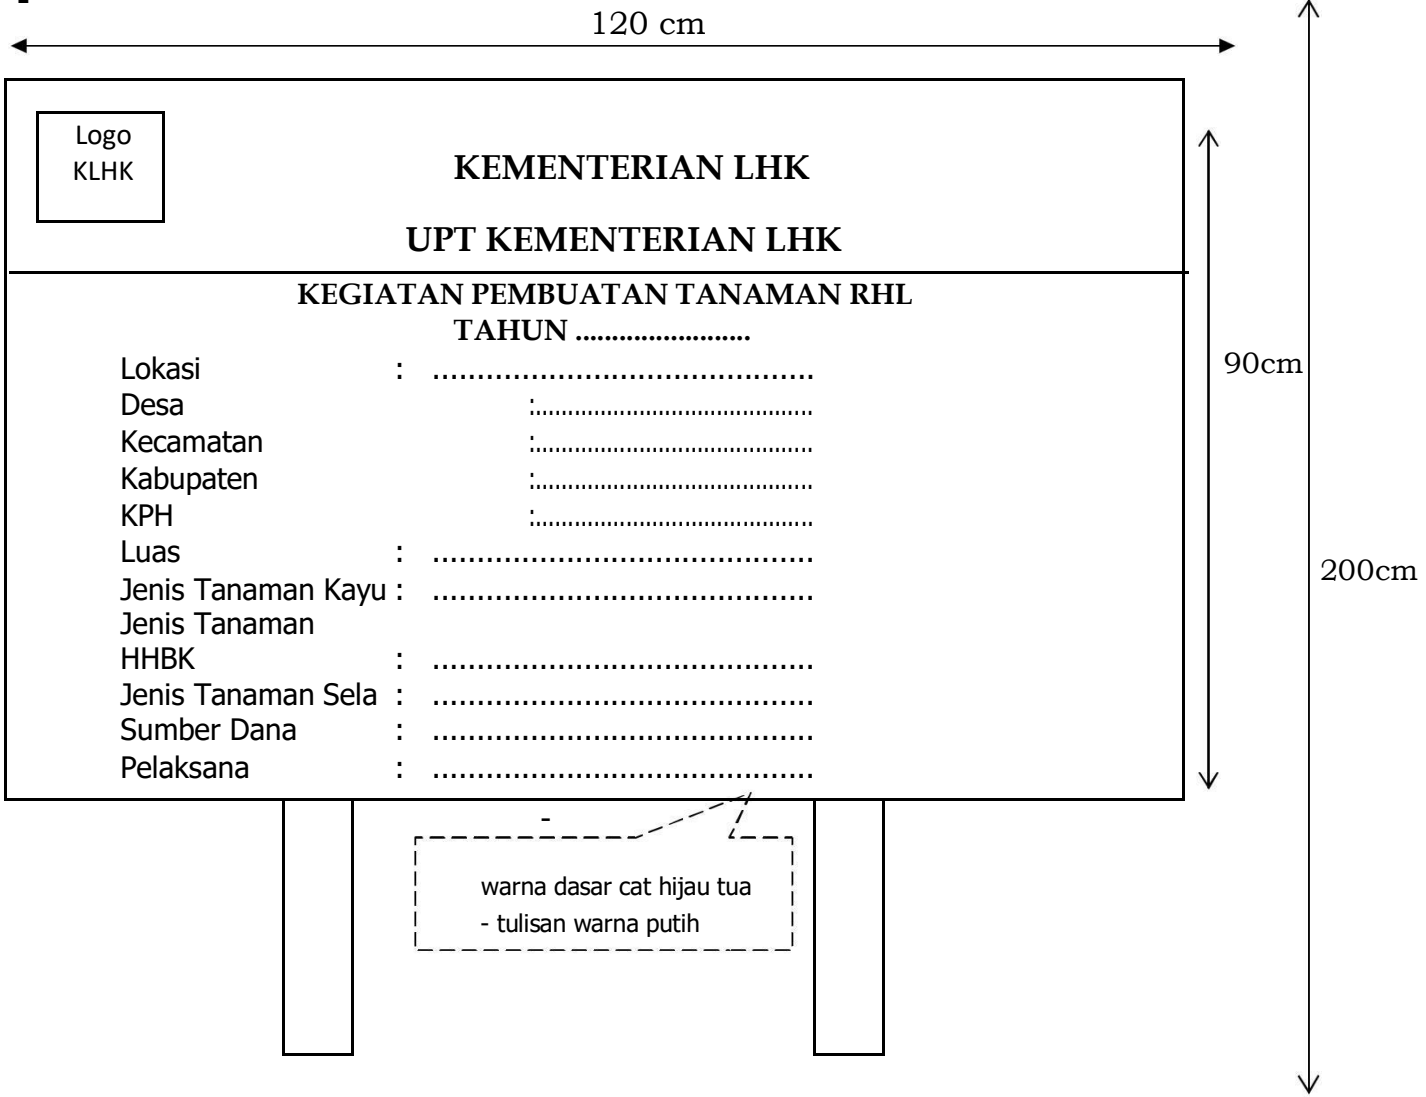 120 cm
Logo
KLHK
KEMENTERIAN LHK
UPT KEMENTERIAN LHK
KEGIATAN PEMBUATAN TANAMAN RHL
TAHUN ........................
Lokasi : ...........................................
Desa :...........................................
Kecamatan :...........................................
Kabupaten :...........................................
KPH :...........................................
Luas : ...........................................
Jenis Tanaman Kayu : ...........................................
Jenis Tanaman
HHBK : ...........................................
Jenis Tanaman Sela : ...........................................
Sumber Dana : ...........................................
Pelaksana : ...........................................
90cm
200cm
-
warna dasar cat hijau tua
- tulisan warna putih